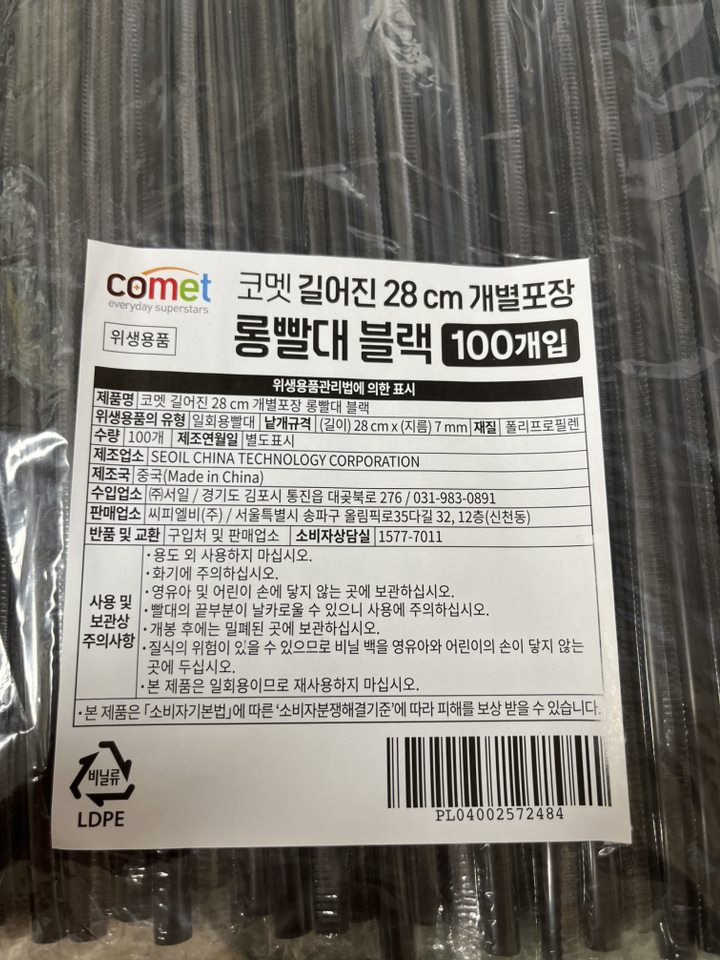 comet
everyday superstars
코멧 길어진 28 cm 개별포장
위생용품
롱빨대 블랙 100개입
위생용품관리법에 의한 표시
제품명 코멧 길어진 28 cm 개별포장 롱빨대 블랙
위생용품의 유형 일회용빨대 낱개규격 (길이) 28 cm x (지름) 7 mm 재질 폴리프로필렌
수량 100개 제조연월일 별도표시
제조업소 SEOIL CHINA TECHNOLOGY CORPORATION
제조국 중국(Made in China)
수입업소 ㈜서일 / 경기도 김포시 통진읍 대곶북로 276 / 031-983-0891
판매업소 씨피엘비(주) / 서울특별시 송파구 올림픽로35다길 32, 12층(신천동)
반품 및 교환 구입처 및 판매업소 소비자상담실 1577-7011
사용 및 보관상 주의사항
· 용도 외 사용하지 마십시오.
· 화기에 주의하십시오.
· 영유아 및 어린이 손에 닿지 않는 곳에 보관하십시오.
· 빨대의 끝부분이 날카로울 수 있으니 사용에 주의하십시오.
· 개봉 후에는 밀폐된 곳에 보관하십시오.
· 질식의 위험이 있을 수 있으므로 비닐 백을 영유아와 어린이의 손이 닿지 않는
곳에 두십시오.
· 본 제품은 일회용이므로 재사용하지 마십시오.
· 본 제품은 「소비자기본법」에 따른 '소비자분쟁해결기준'에 따라 피해를 보상 받을 수 있습니다.
비닐류
LDPE
PL04002572484